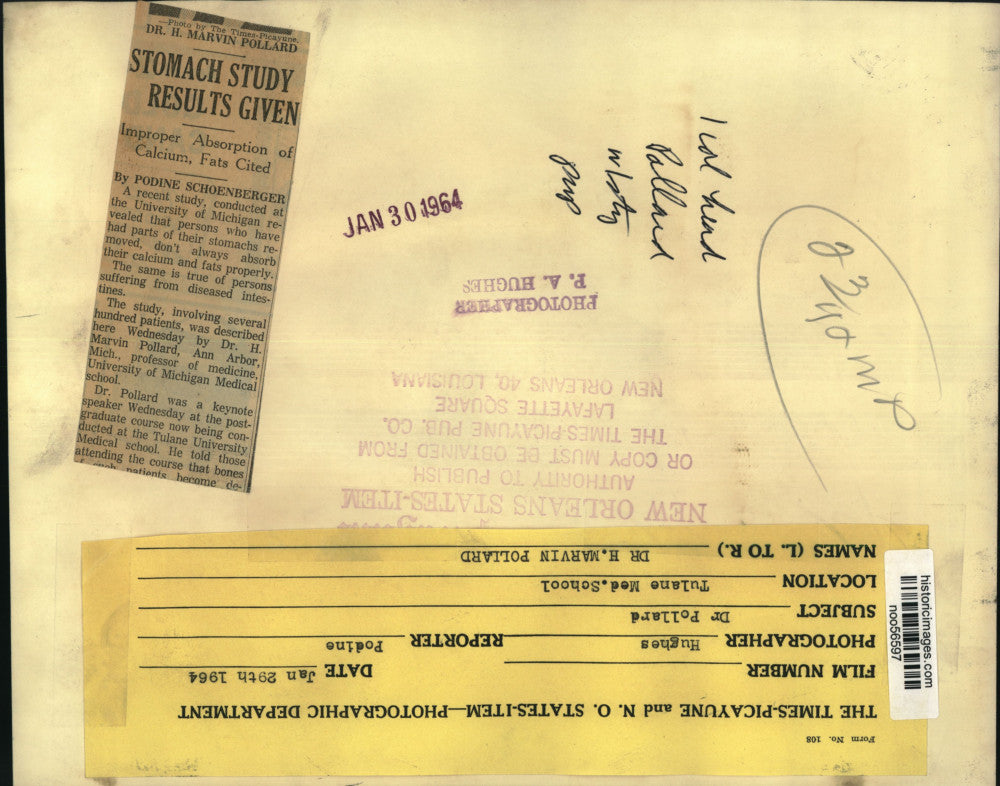 —Photo by The Times-Picayune.
DR. H. MARVIN POLLARD
STOMACH STUDY
RESULTS GIVEN
Improper Absorption of
Calcium, Fats Cited
By PODINE SCHOENBERGER
A recent study, conducted at
the University of Michigan re-
vealed that persons who have
had parts of their stomachs re-
moved, don't always absorb
their calcium and fats properly.
The same is true of persons
suffering from diseased intes-
tines.
The study, involving several
hundred patients, was described
here Wednesday by Dr. H.
Marvin Pollard, Ann Arbor,
Mich., professor of medicine,
University of Michigan Medical
school.
Dr. Pollard was a keynote
speaker Wednesday at the post-
graduate course now being con-
ducted at the Tulane University
Medical school. He told those
attending the course that bones
such patients become de-
JAN 30 1964
1 col head
Pollard
w/sty
PHOTOGRAPHER
P. A. HUGHES
NEW ORLEANS STATES-ITEM
AUTHORITY TO PUBLISH
OR COPY MUST BE OBTAINED FROM
THE TIMES-PICAYUNE PUB. CO.
LAFAYETTE SQUARE
NEW ORLEANS 40, LOUISIANA
Form No. 108
THE TIMES-PICAYUNE and N. O. STATES-ITEM—PHOTOGRAPHIC DEPARTMENT
FILM NUMBER DATE Jan 29th 1964
PHOTOGRAPHER Hughes REPORTER Podine
SUBJECT Dr Pollard
LOCATION Tulane Med.School
NAMES (L. TO R.) DR H.MARVIN POLLARD
historicimages.com
noo56597